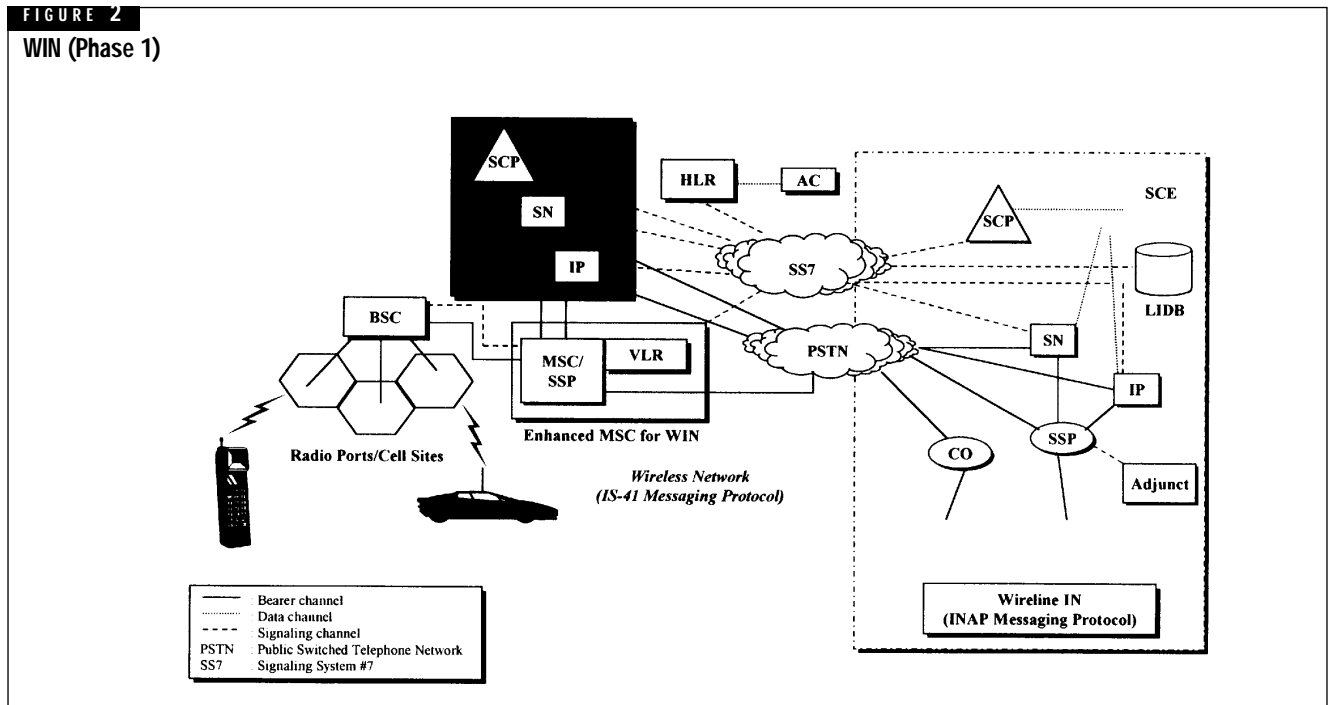 FIGURE 2
WIN (Phase 1)
SCP
SN
IP
HLR
AC
SS7
SCP
SCE
LIDB
BSC
MSC/
SSP
VLR
PSTN
SN
IP
Enhanced MSC for WIN
Radio Ports/Cell Sites
CO
SSP
Adjunct
Wireless Network
(IS-41 Messaging Protocol)
Bearer channel
Data channel
Signaling channel
PSTN : Public Switched Telephone Network
SS7 : Signaling System #7
Wireline IN
(INAP Messaging Protocol)